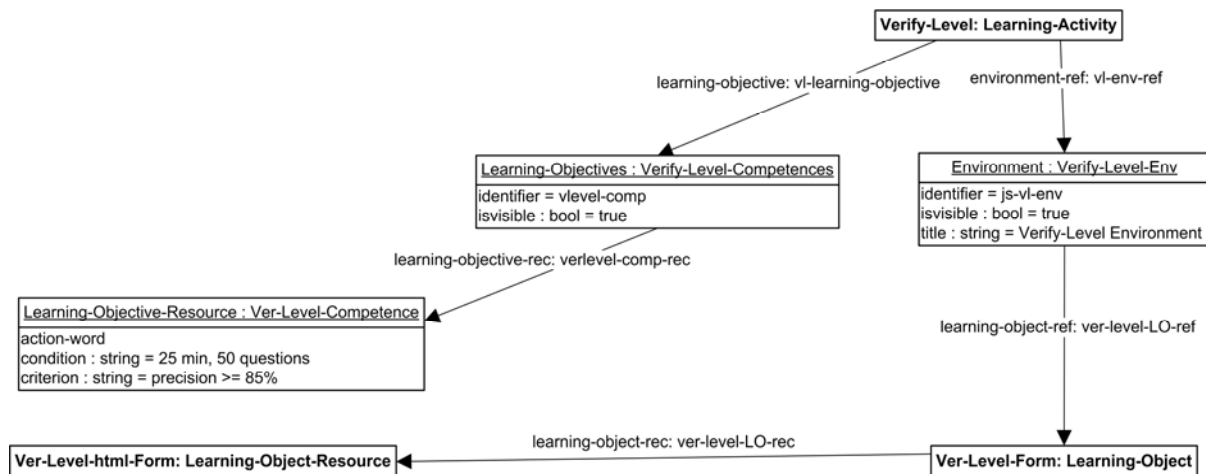 Verify-Level: Learning-Activity
learning-objective: vl-learning-objective
environment-ref: vl-env-ref
Learning-Objectives : Verify-Level-Competences
identifier = vlevel-comp
isvisible : bool = true
Environment : Verify-Level-Env
identifier = js-vl-env
isvisible : bool = true
title : string = Verify-Level Environment
learning-objective-rec: verlevel-comp-rec
Learning-Objective-Resource : Ver-Level-Competence
action-word
condition : string = 25 min, 50 questions
criterion : string = precision >= 85%
learning-object-ref: ver-level-LO-ref
learning-object-rec: ver-level-LO-rec
Ver-Level-html-Form: Learning-Object-Resource
Ver-Level-Form: Learning-Object